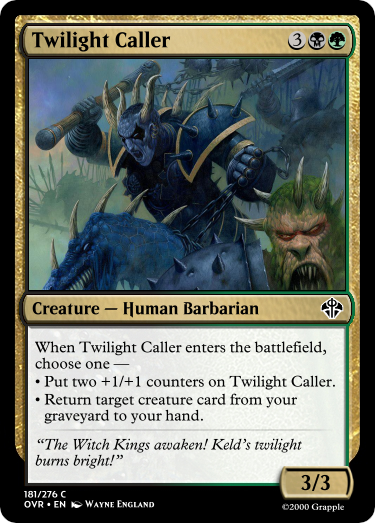 Twilight Caller 3
Creature — Human Barbarian
When Twilight Caller enters the battlefield,
choose one —
• Put two +1/+1 counters on Twilight Caller.
• Return target creature card from your
graveyard to your hand.
“The Witch Kings awaken! Keld’s twilight
burns bright!”
3/3
181/276 C
OVR • EN Wayne England
©2000 Grapple